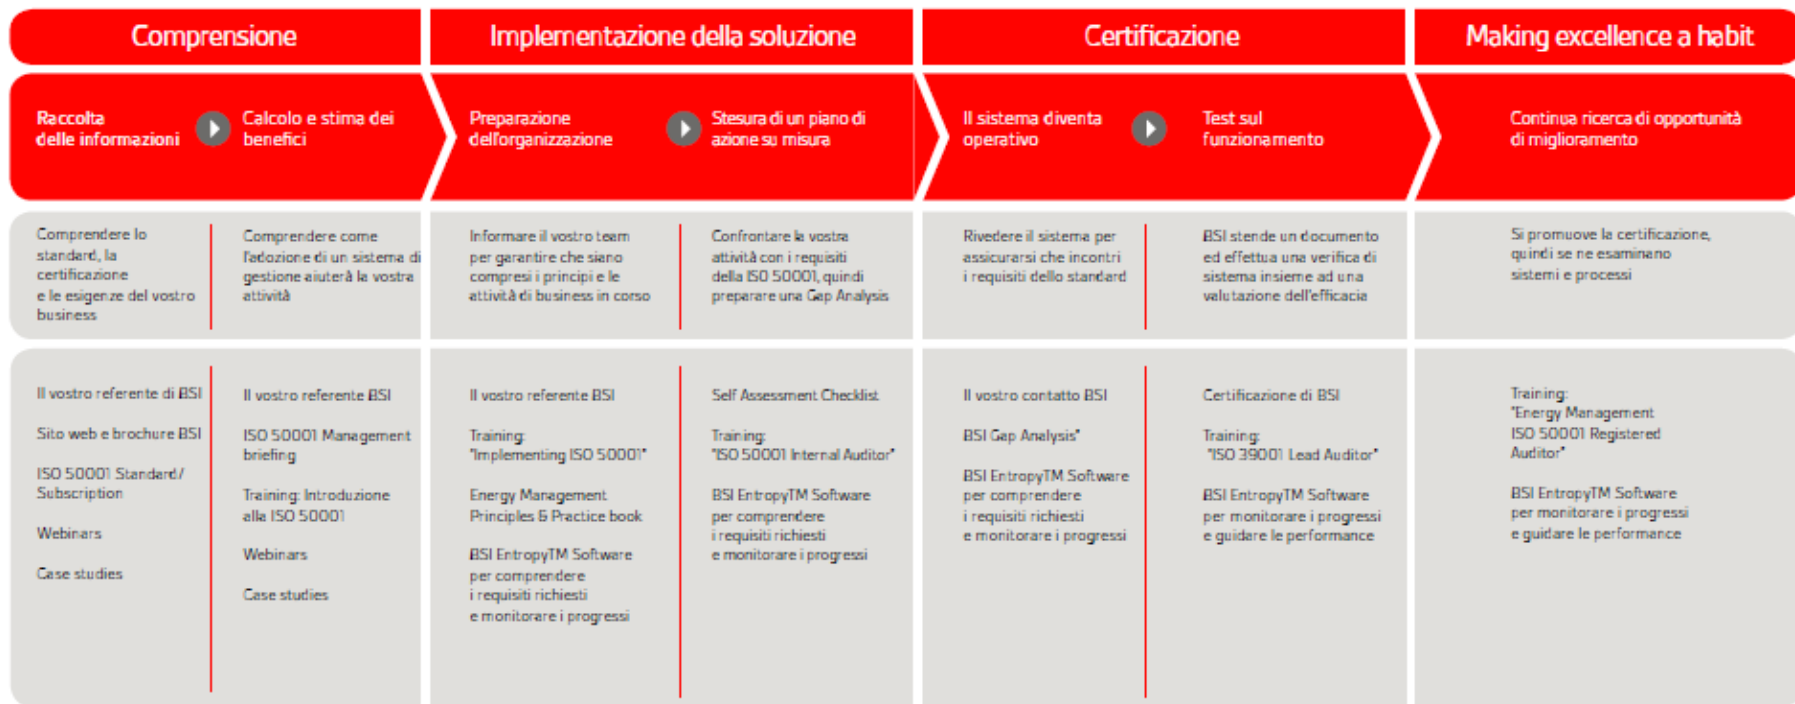 Comprensione
Implementazione della soluzione
Certificazione
Making excellence a habit
Raccolta
delle informazioni
Calcolo e stima dei
benefici
Preparazione
dell'organizzazione
Stesura di un piano di
azione su misura
Il sistema diventa
operativo
Test sul
funzionamento
Continua ricerca di opportunità
di miglioramento
Comprendere lo
standard, la
certificazione
e le esigenze del vostro
business
Comprendere come
l'adozione di un sistema di
gestione aiuterà la vostra
attività
Informare il vostro team
per garantire che siano
compresi i principi e le
attività di business in corso
Confrontare la vostra
attività con i requisiti
della ISO 50001, quindi
preparare una Gap Analysis
Rivedere il sistema per
assicurarsi che incontri
i requisiti dello standard
BSI stende un documento
ed effettua una verifica di
sistema insieme ad una
valutazione dell'efficacia
Si promuove la certificazione,
quindi se ne esaminano
sistemi e processi
Il vostro referente di BSI
Sito web e brochure BSI
ISO 50001 Standard/
Subscription
Webinars
Case studies
Il vostro referente BSI
ISO 50001 Management
briefing
Training: Introduzione
alla ISO 50001
Webinars
Case studies
Il vostro referente BSI
Training:
"Implementing ISO 50001"
Energy Management
Principles & Practice book
BSI EntropyTM Software
per comprendere
i requisiti richiesti
e monitorare i progressi
Self Assessment Checklist
Training:
"ISO 50001 Internal Auditor"
BSI EntropyTM Software
per comprendere
i requisiti richiesti
e monitorare i progressi
Il vostro contatto BSI
BSI Gap Analysis"
BSI EntropyTM Software
per comprendere
i requisiti richiesti
e monitorare i progressi
Certificazione di BSI
Training:
"ISO 39001 Lead Auditor"
BSI EntropyTM Software
per monitorare i progressi
e guidare le performance
Training:
"Energy Management
ISO 50001 Registered
Auditor"
BSI EntropyTM Software
per monitorare i progressi
e guidare le performance